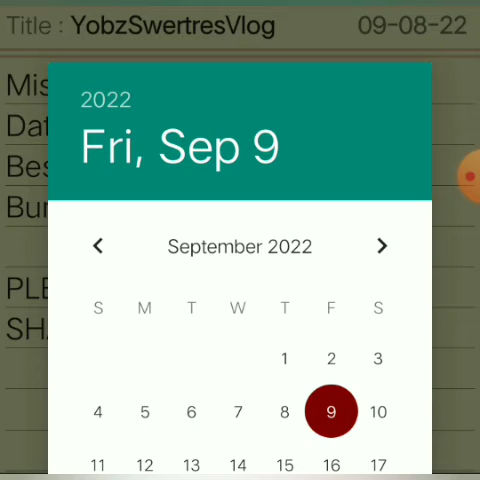 Title : YobzSwertresVlog 09-08-22
2022
Fri, Sep 9
September 2022
S M T W T F S
1 2 3
4 5 6 7 8 9 10
11 12 13 14 15 16 17